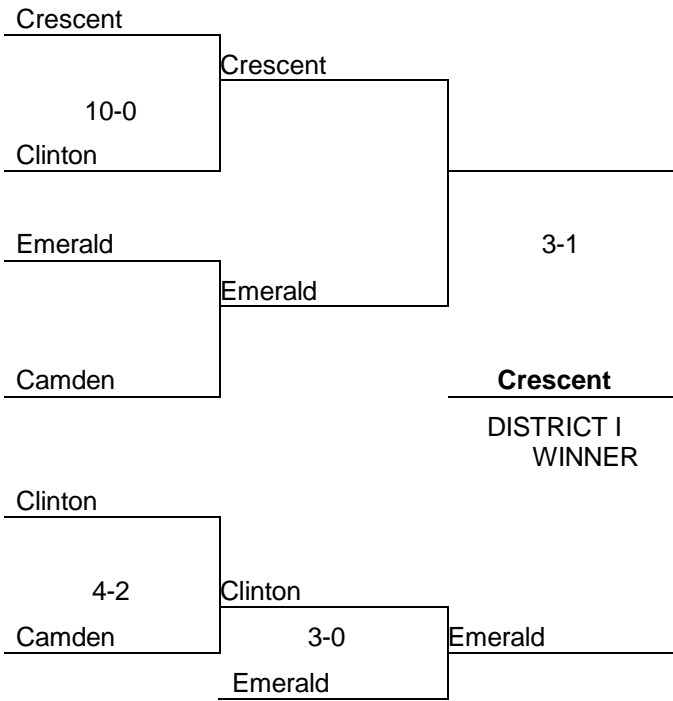 Crescent
Crescent
10-0
Clinton
Emerald
3-1
Emerald
Camden
Crescent
DISTRICT I
WINNER
Clinton
4-2
Clinton
Camden
3-0
Emerald
Emerald